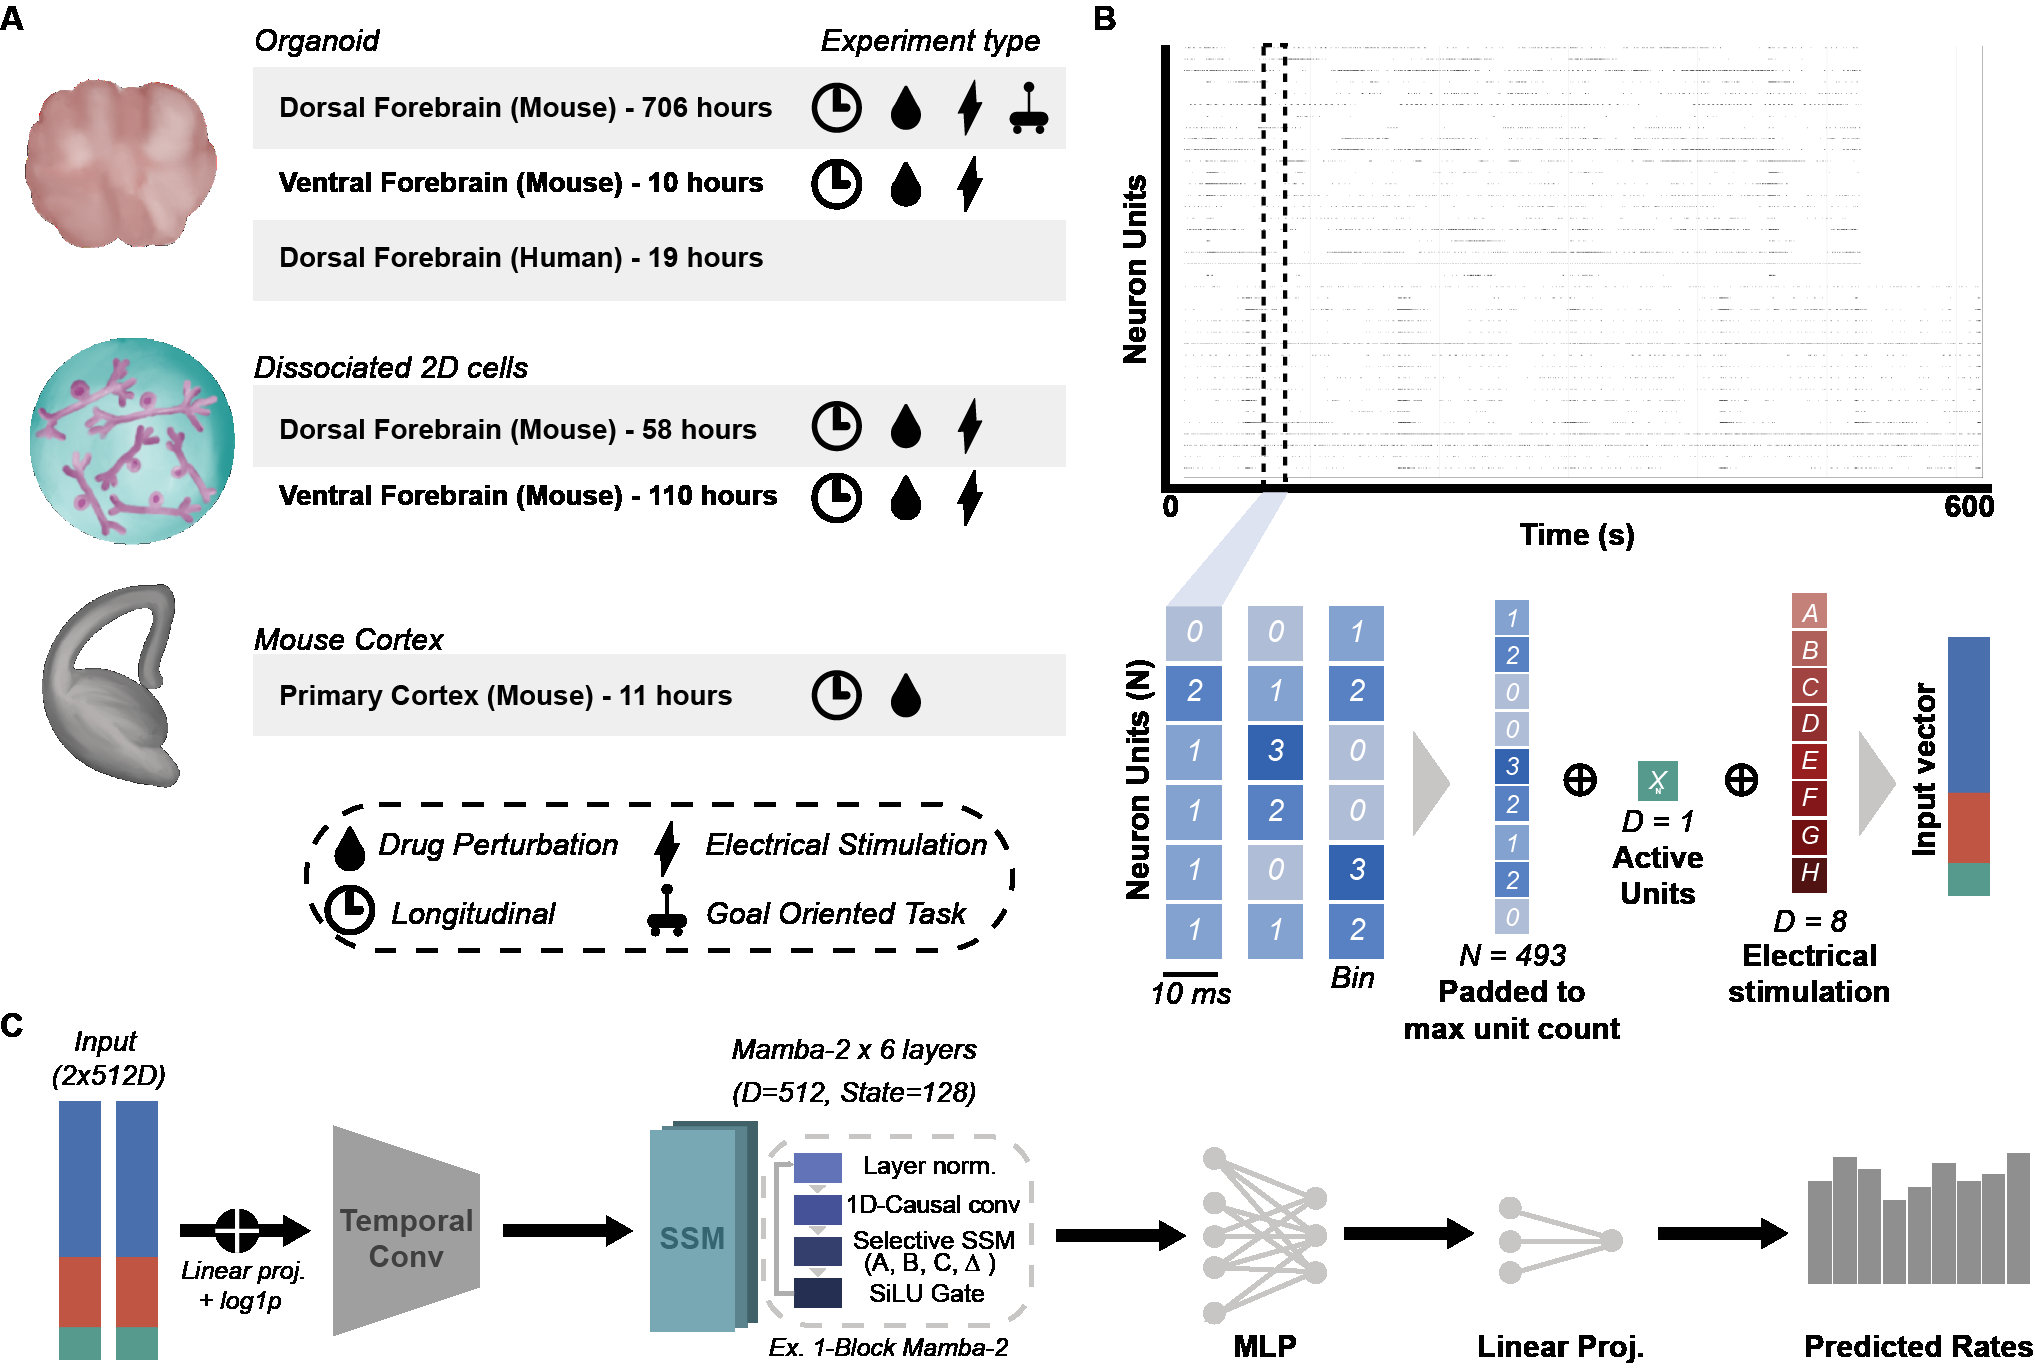 A
Organoid
Experiment type
Dorsal Forebrain (Mouse) - 706 hours
Ventral Forebrain (Mouse) - 10 hours
Dorsal Forebrain (Human) - 19 hours
Dissociated 2D cells
Dorsal Forebrain (Mouse) - 58 hours
Ventral Forebrain (Mouse) - 110 hours
Mouse Cortex
Primary Cortex (Mouse) - 11 hours
Drug Perturbation
Electrical Stimulation
Longitudinal
Goal Oriented Task
B
Neuron Units
0
600
Time (s)
Neuron Units (N)
0 0 1
2 1 2
1 3 0
1 2 0
1 0 3
1 1 2
10 ms
Bin
1
2
0
0
3
2
1
2
0
N = 493
Padded to
max unit count
X
N
D = 1
Active
Units
A
B
C
D
E
F
G
H
D = 8
Electrical
stimulation
Input vector
C
Input
(2x512D)
Linear proj.
+ log1p
Temporal
Conv
Mamba-2 x 6 layers
(D=512, State=128)
SSM
Layer norm.
1D-Causal conv
Selective SSM
(A, B, C, Δ )
SiLU Gate
Ex. 1-Block Mamba-2
MLP
Linear Proj.
Predicted Rates